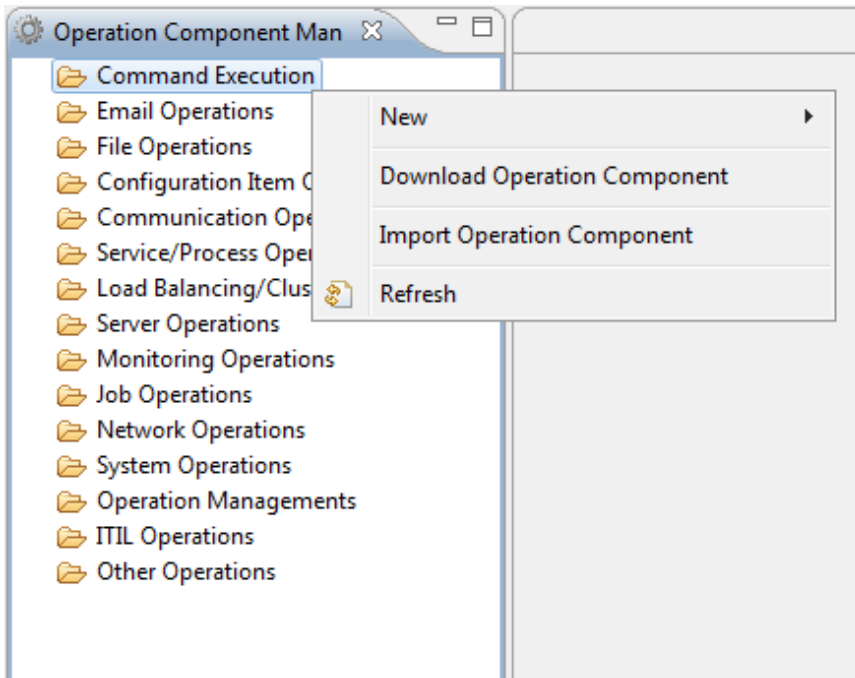 Operation Component Man
Command Execution
Email Operations
File Operations
Configuration Item
Communication Ope
Service/Process Oper
Load Balancing/Clus
Server Operations
Monitoring Operations
Job Operations
Network Operations
System Operations
Operation Managements
ITIL Operations
Other Operations
New
Download Operation Component
Import Operation Component
Refresh